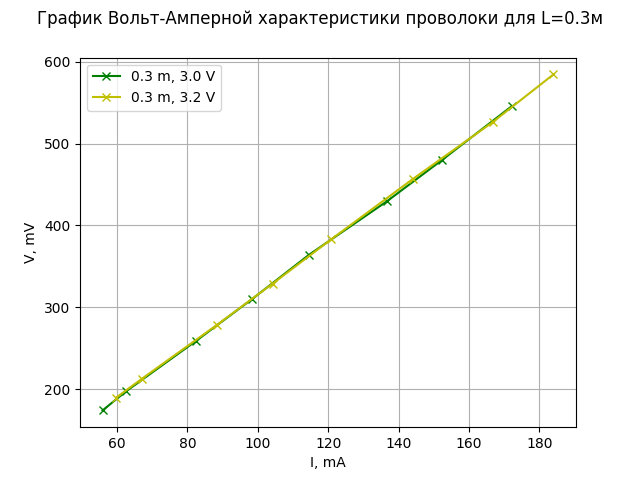 График Вольт-Амперной характеристики проволоки для L=0.3м
0.3 m, 3.0 V
0.3 m, 3.2 V
600
500
400
300
200
V, mV
60 80 100 120 140 160 180
I, mA